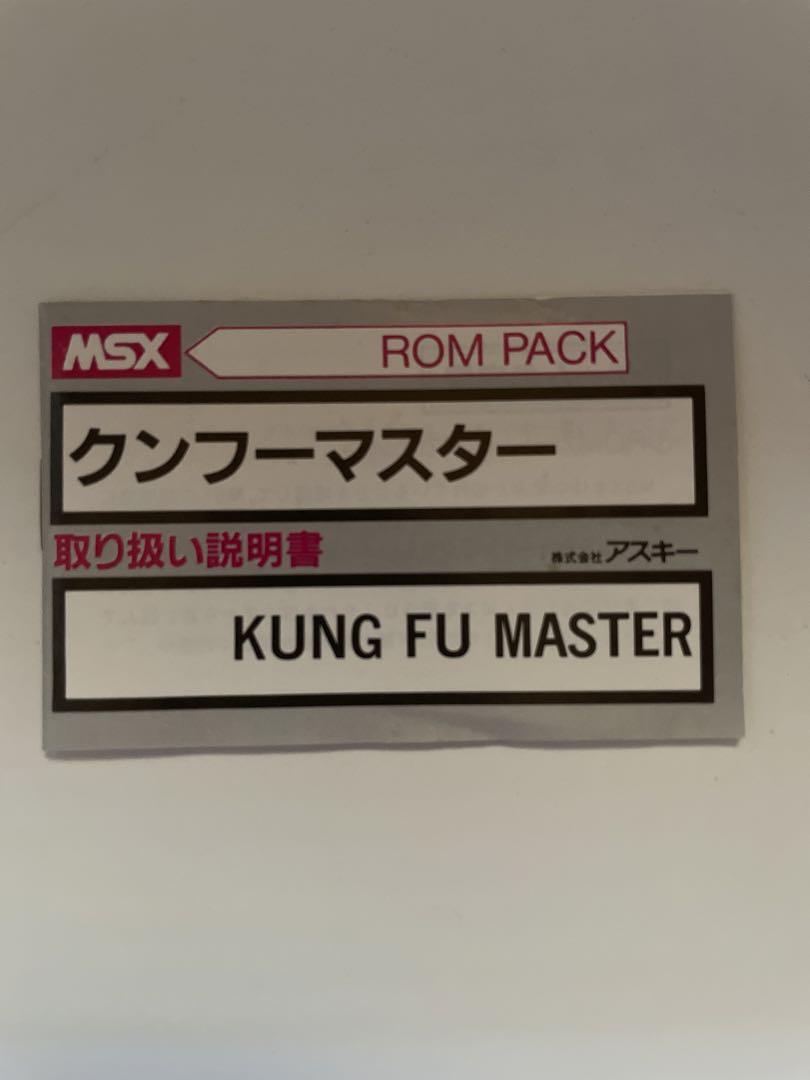 MSX ROM PACK
クンフーマスター
取り扱い説明書 株式会社アスキー
KUNG FU MASTER